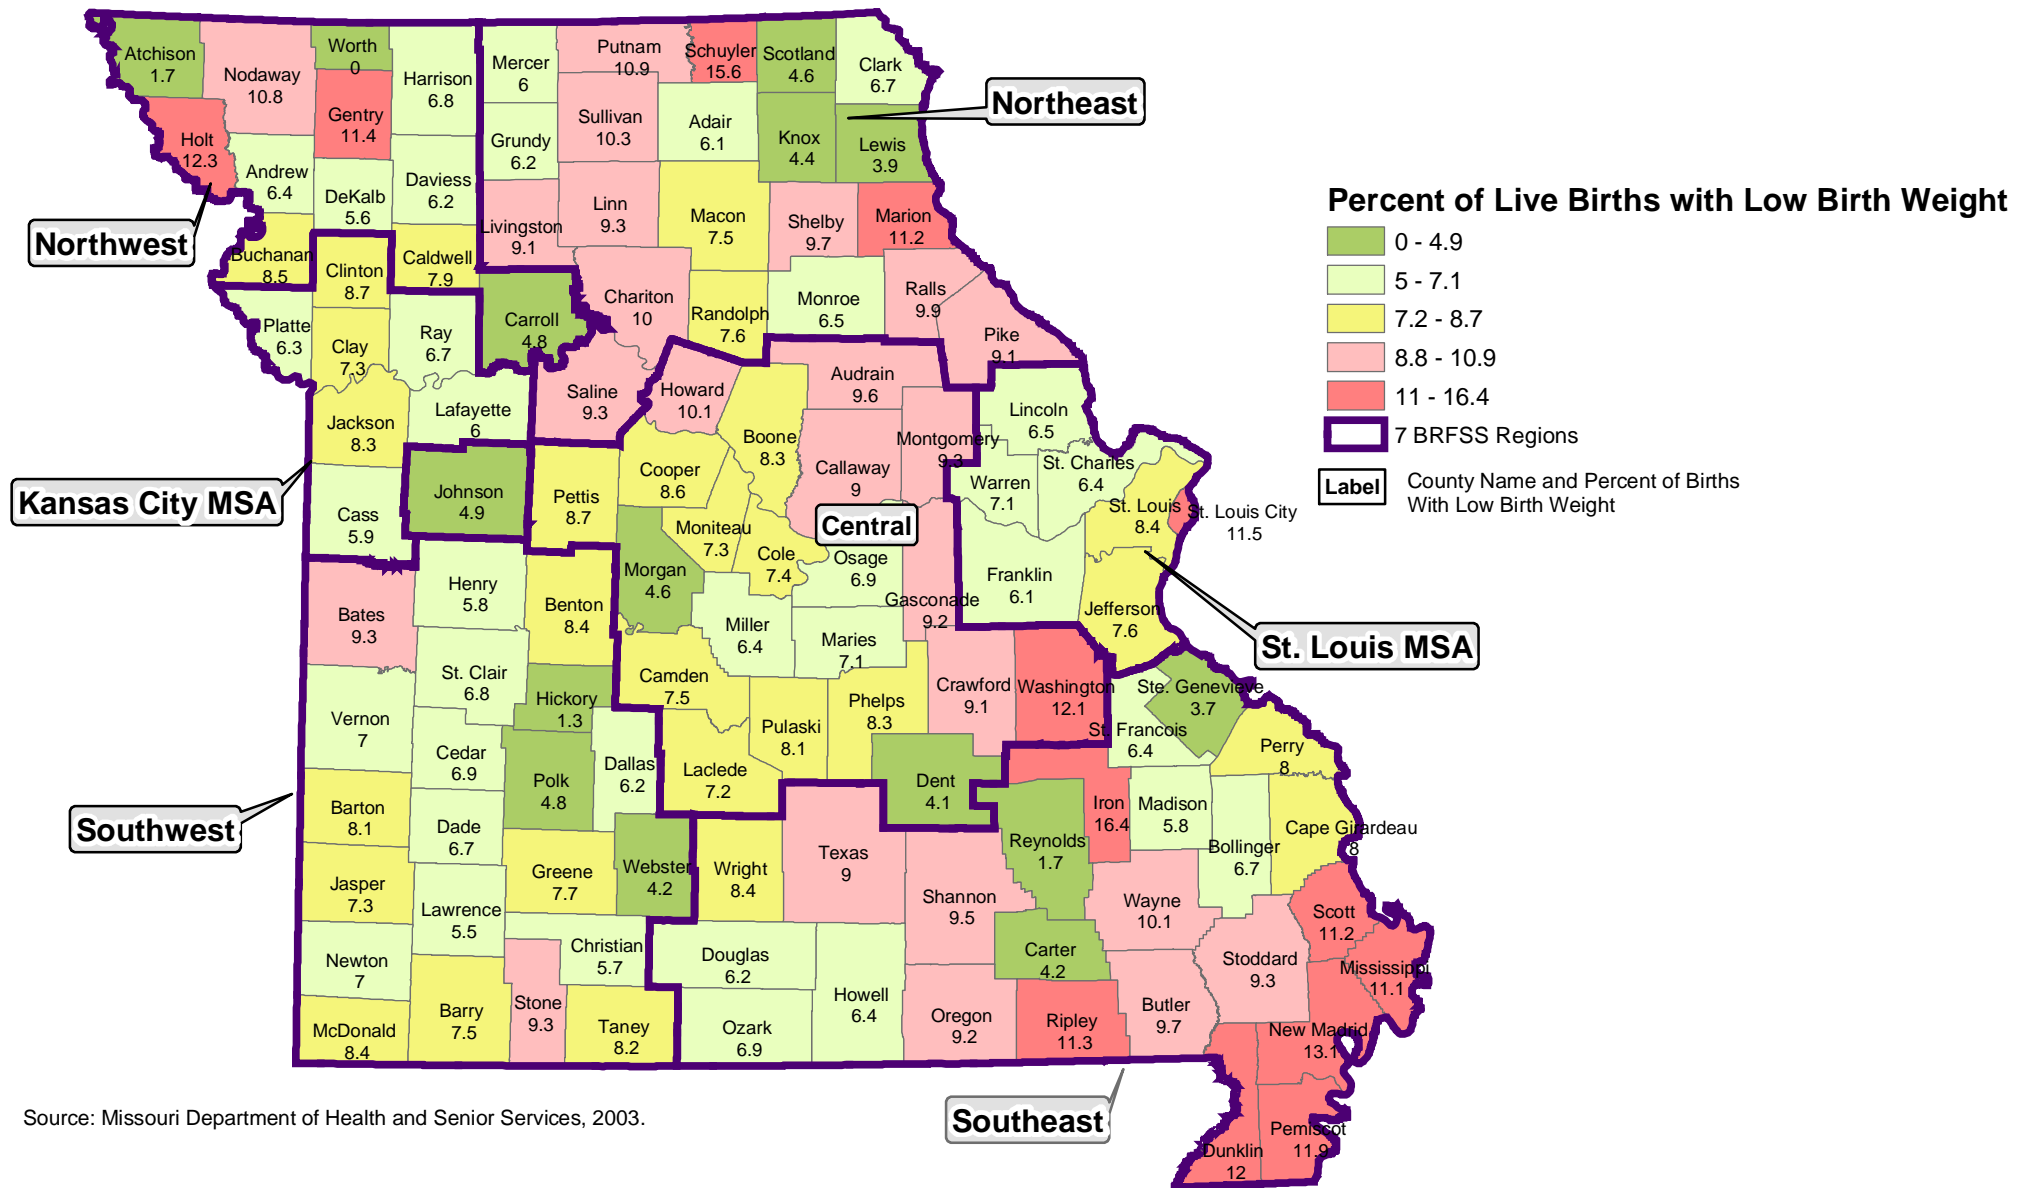 Atchison
1.7
Nodaway
10.8
Worth
0
Gentry
11.4
Harrison
6.8
Mercer
6
Putnam
10.9
Schuyler
15.6
Scotland
4.6
Clark
6.7
Northeast
Holt
12.3
Andrew
6.4
DeKalb
5.6
Daviess
6.2
Grundy
6.2
Sullivan
10.3
Adair
6.1
Knox
4.4
Lewis
3.9
Northwest
Buchanan
8.5
Clinton
8.7
Caldwell
7.9
Livingston
9.1
Linn
9.3
Macon
7.5
Shelby
9.7
Marion
11.2
Platte
6.3
Clay
7.3
Ray
6.7
Carroll
4.8
Chariton
10
Randolph
7.6
Monroe
6.5
Ralls
9.9
Pike
9.1
Percent of Live Births with Low Birth Weight
0 - 4.9
5 - 7.1
7.2 - 8.7
8.8 - 10.9
11 - 16.4
7 BRFSS Regions
Label
County Name and Percent of Births
With Low Birth Weight
Jackson
8.3
Lafayette
6
Saline
9.3
Howard
10.1
Boone
8.3
Audrain
9.6
Callaway
9
Montgomery
9.3
Lincoln
6.5
Warren
7.1
St. Charles
6.4
St. Louis
8.4
St. Louis City
11.5
Kansas City MSA
Cass
5.9
Johnson
4.9
Pettis
8.7
Cooper
8.6
Moniteau
7.3
Central
Cole
7.4
Osage
6.9
Gasconade
9.2
Franklin
6.1
Jefferson
7.6
St. Louis MSA
Bates
9.3
Henry
5.8
Benton
8.4
Morgan
4.6
Miller
6.4
Maries
7.1
Vernon
7
St. Clair
6.8
Hickory
1.3
Camden
7.5
Pulaski
8.1
Phelps
8.3
Crawford
9.1
Washington
12.1
Ste. Genevieve
3.7
St. Francois
6.4
Perry
8
Southwest
Barton
8.1
Cedar
6.9
Polk
4.8
Dallas
6.2
Laclede
7.2
Dent
4.1
Iron
16.4
Madison
5.8
Reynolds
1.7
Bollinger
6.7
Cape Girardeau
8
Dade
6.7
Jasper
7.3
Greene
7.7
Webster
4.2
Wright
8.4
Texas
9
Shannon
9.5
Wayne
10.1
Scott
11.2
Lawrence
5.5
Newton
7
Christian
5.7
Douglas
6.2
Carter
4.2
Stoddard
9.3
Mississippi
11.1
McDonald
8.4
Barry
7.5
Stone
9.3
Taney
8.2
Ozark
6.9
Howell
6.4
Oregon
9.2
Ripley
11.3
Butler
9.7
New Madrid
13.1
Southeast
Dunklin
12
Pemiscot
11.9
Source: Missouri Department of Health and Senior Services, 2003.